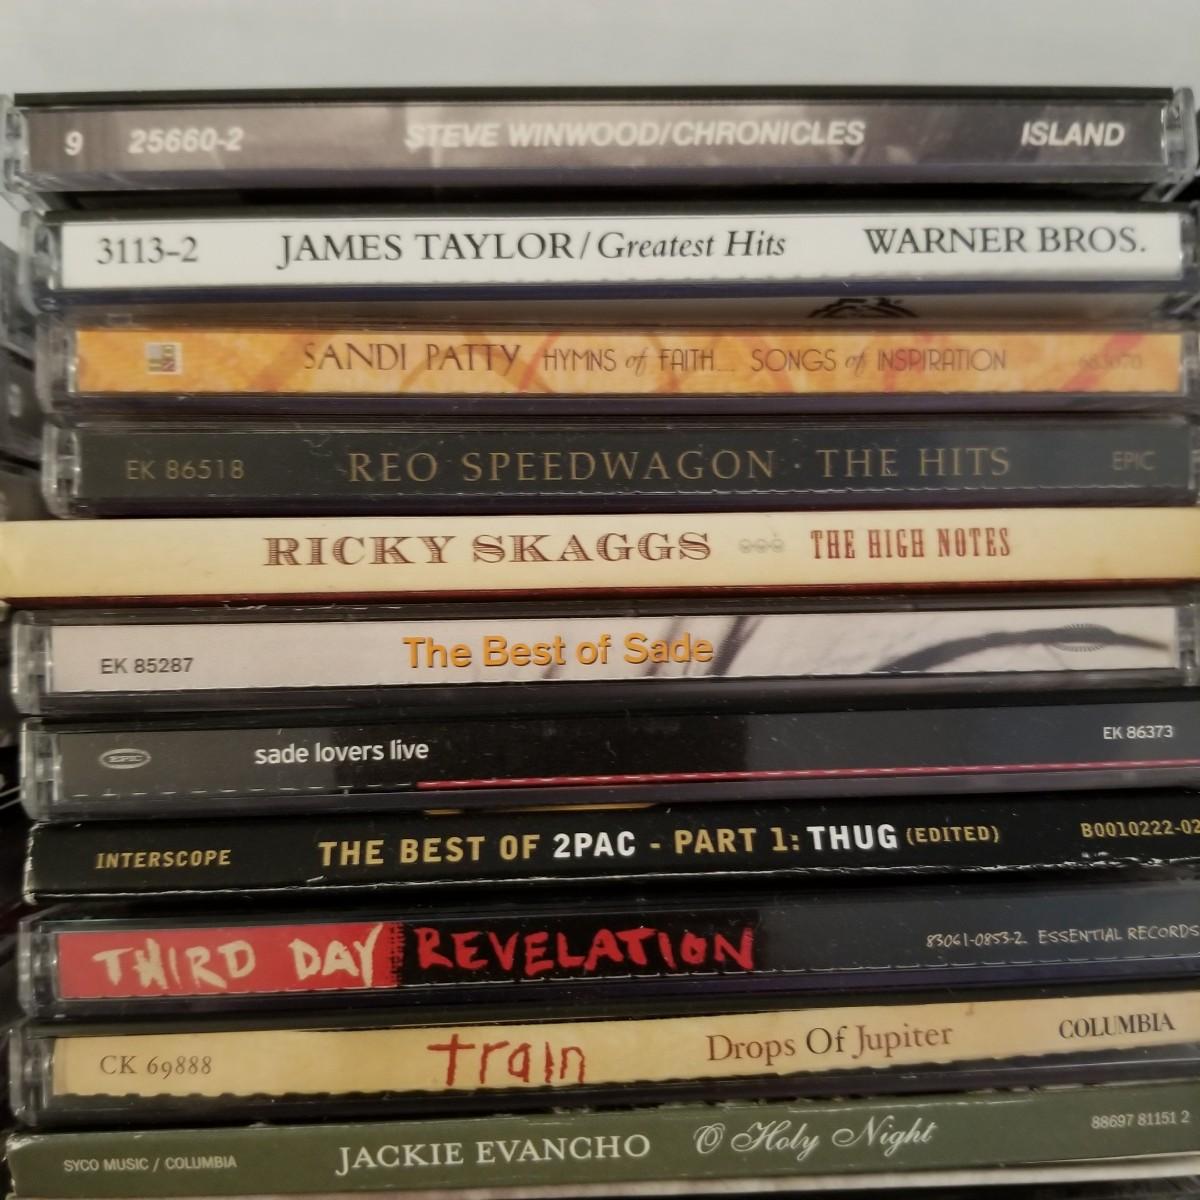 9 25660-2 STEVE WINWOOD/CHRONICLES ISLAND
3113-2 JAMES TAYLOR/Greatest Hits WARNER BROS.
SANDI PATTY HYMNS of FAITH... SONGS of INSPIRATION
EK 86518 REO SPEEDWAGON · THE HITS EPIC
RICKY SKAGGS THE HIGH NOTES
EK 85287 The Best of Sade
EPIC sade lovers live EK 86373
INTERSCOPE THE BEST OF 2PAC - PART 1: THUG (EDITED) B0010222-02
THIRD DAY REVELATION 83061-0853-2 ESSENTIAL RECORDS
CK 69888 train Drops Of Jupiter COLUMBIA
SYCO MUSIC / COLUMBIA JACKIE EVANCHO O Holy Night 88697 81151 2